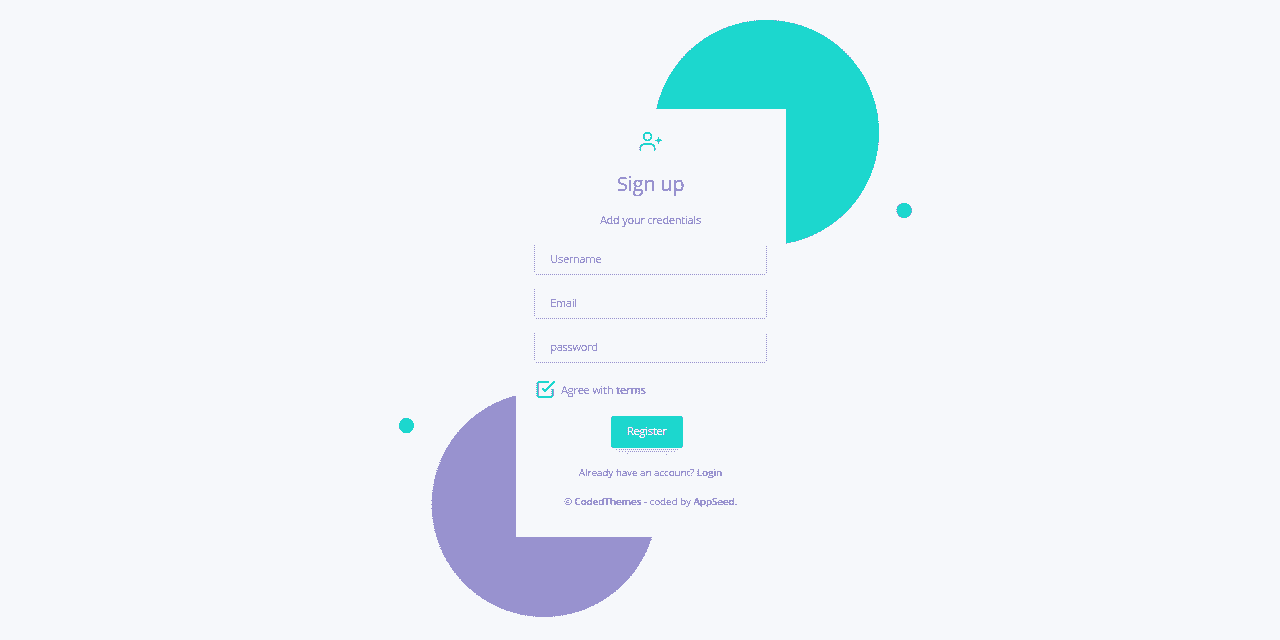 Sign up
Add your credentials
Username
Email
password
Agree with terms
Register
Already have an account? Login
© CodedThemes - coded by AppSeed.